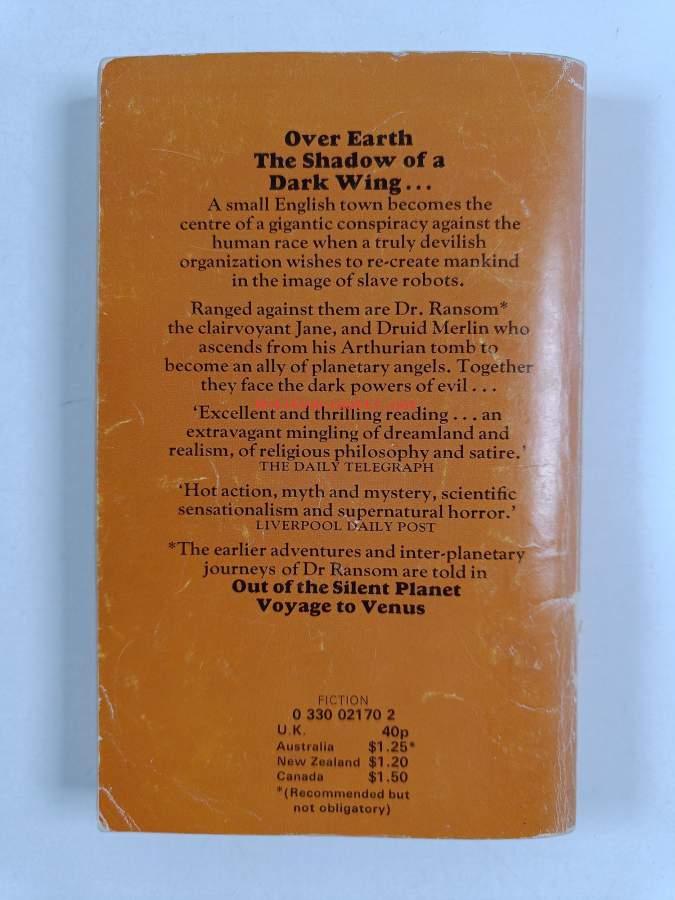 Over Earth
The Shadow of a
Dark Wing...
A small English town becomes the
centre of a gigantic conspiracy against the
human race when a truly devilish
organization wishes to re-create mankind
in the image of slave robots.
Ranged against them are Dr. Ransom*
the clairvoyant Jane, and Druid Merlin who
ascends from his Arthurian tomb to
become an ally of planetary angels. Together
they face the dark powers of evil . . .
‘Excellent and thrilling reading . . . an
extravagant mingling of dreamland and
realism, of religious philosophy and satire.’
THE DAILY TELEGRAPH
‘Hot action, myth and mystery, scientific
sensationalism and supernatural horror.’
LIVERPOOL DAILY POST
*The earlier adventures and inter-planetary
journeys of Dr Ransom are told in
Out of the Silent Planet
Voyage to Venus
FICTION
0 330 02170 2
U.K. 40p
Australia $1.25*
New Zealand $1.20
Canada $1.50
*(Recommended but
not obligatory)